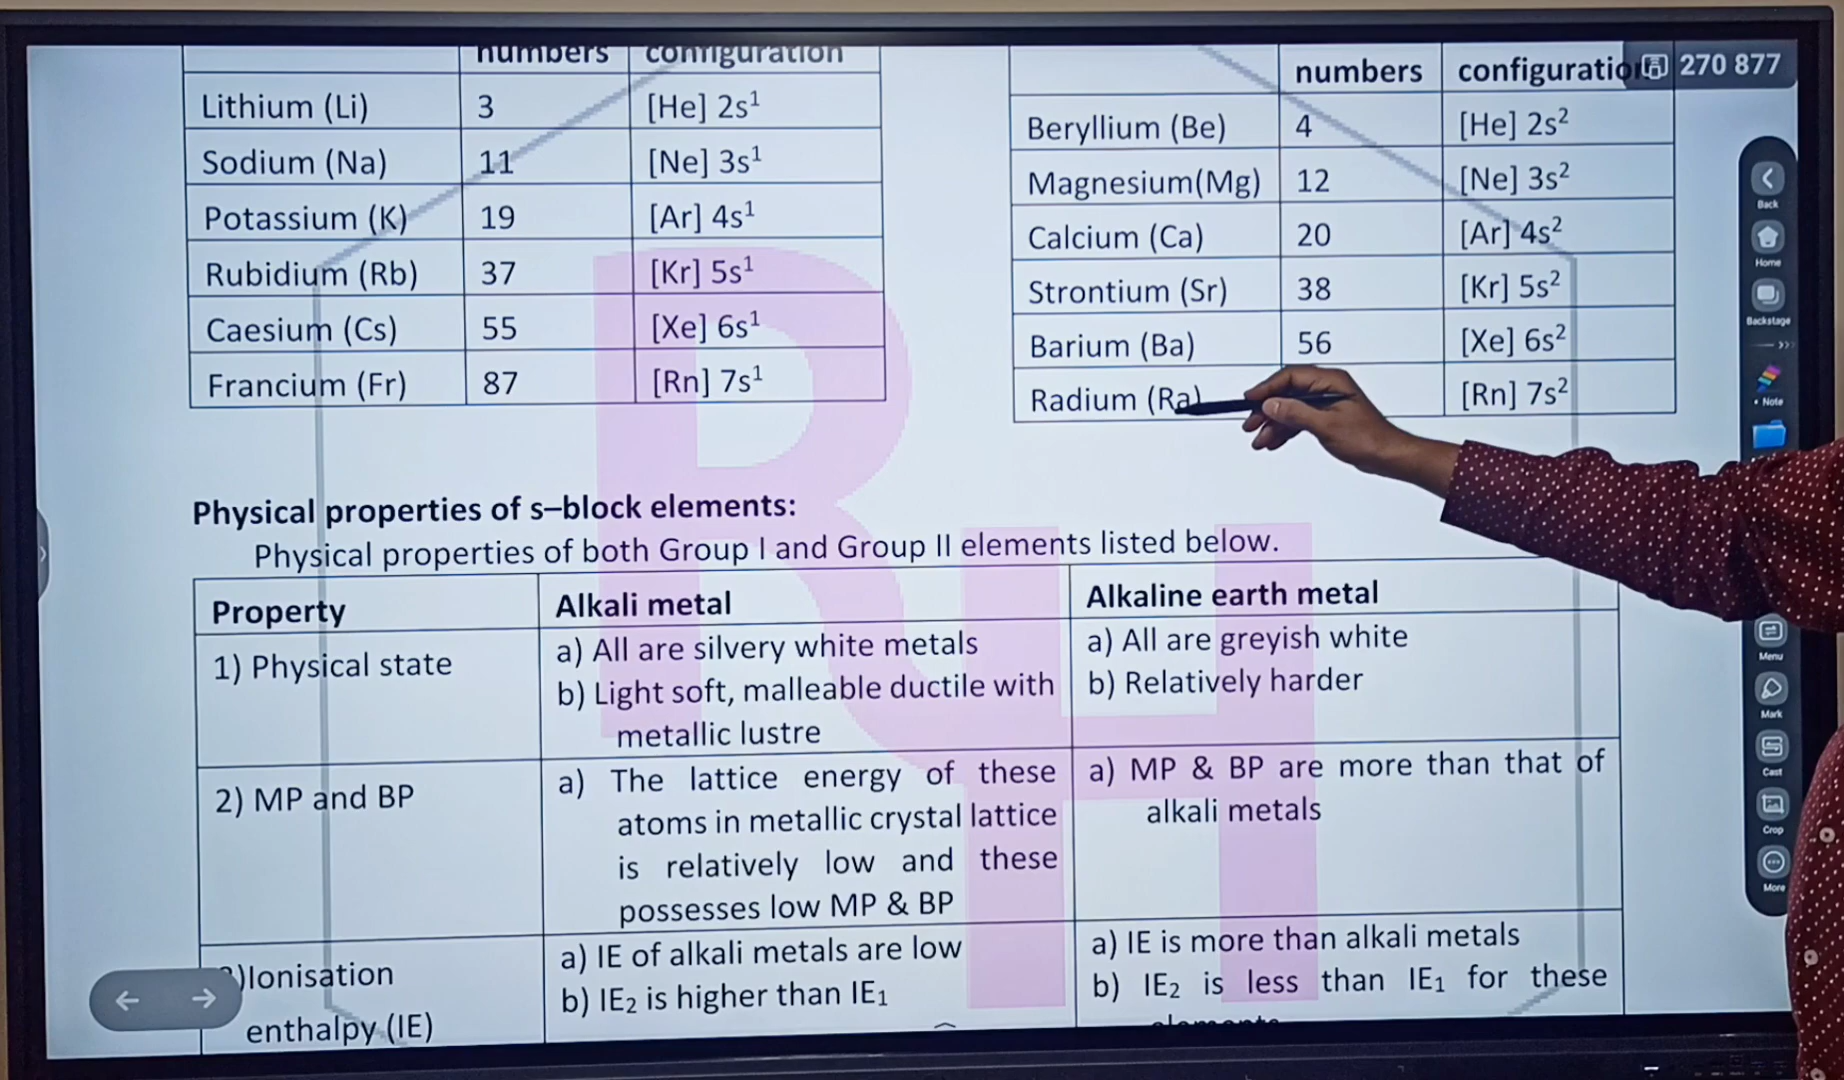 numbers configuration
Lithium (Li) 3 [He] 2s¹
Sodium (Na) 11 [Ne] 3s¹
Potassium (K) 19 [Ar] 4s¹
Rubidium (Rb) 37 [Kr] 5s¹
Caesium (Cs) 55 [Xe] 6s¹
Francium (Fr) 87 [Rn] 7s¹
numbers configuratio
270 877
Beryllium (Be) 4 [He] 2s²
Magnesium(Mg) 12 [Ne] 3s²
Calcium (Ca) 20 [Ar] 4s²
Strontium (Sr) 38 [Kr] 5s²
Barium (Ba) 56 [Xe] 6s²
Radium (Ra) [Rn] 7s²
Physical properties of s–block elements:
Physical properties of both Group I and Group II elements listed below.
Property Alkali metal Alkaline earth metal
1) Physical state
a) All are silvery white metals
b) Light soft, malleable ductile with
metallic lustre
a) All are greyish white
b) Relatively harder
2) MP and BP
a) The lattice energy of these
atoms in metallic crystal lattice
is relatively low and these
possesses low MP & BP
a) MP & BP are more than that of
alkali metals
)Ionisation
enthalpy (IE)
a) IE of alkali metals are low
b) IE₂ is higher than IE₁
a) IE is more than alkali metals
b) IE₂ is less than IE₁ for these
elements
Back
Home
Backstage
Note
Menu
Mark
Cast
Crop
More
RH